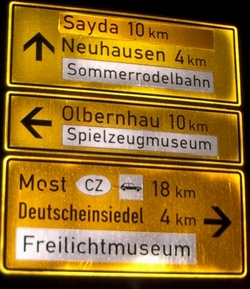 Sayda 10 km
Neuhausen 4 km
Sommerrodelbahn
Olbernhau 10 km
Spielzeugmuseum
Most CZ 18 km
Deutscheinsiedel 4 km
Freilichtmuseum